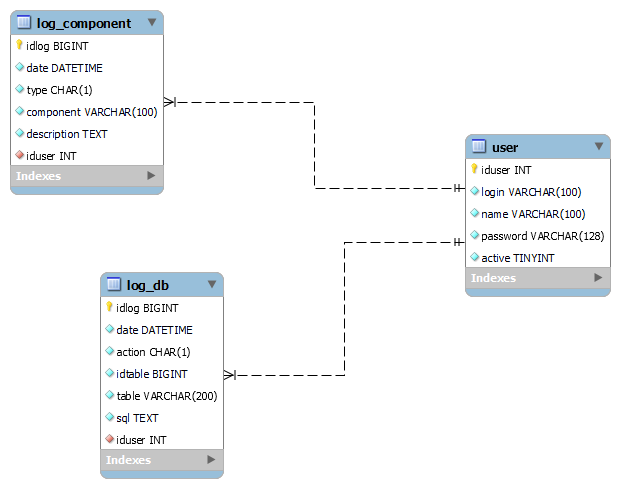 log_component
idlog BIGINT
date DATETIME
type CHAR(1)
component VARCHAR(100)
description TEXT
iduser INT
Indexes
user
iduser INT
login VARCHAR(100)
name VARCHAR(100)
password VARCHAR(128)
active TINYINT
Indexes
log_db
idlog BIGINT
date DATETIME
action CHAR(1)
idtable BIGINT
table VARCHAR(200)
sql TEXT
iduser INT
Indexes